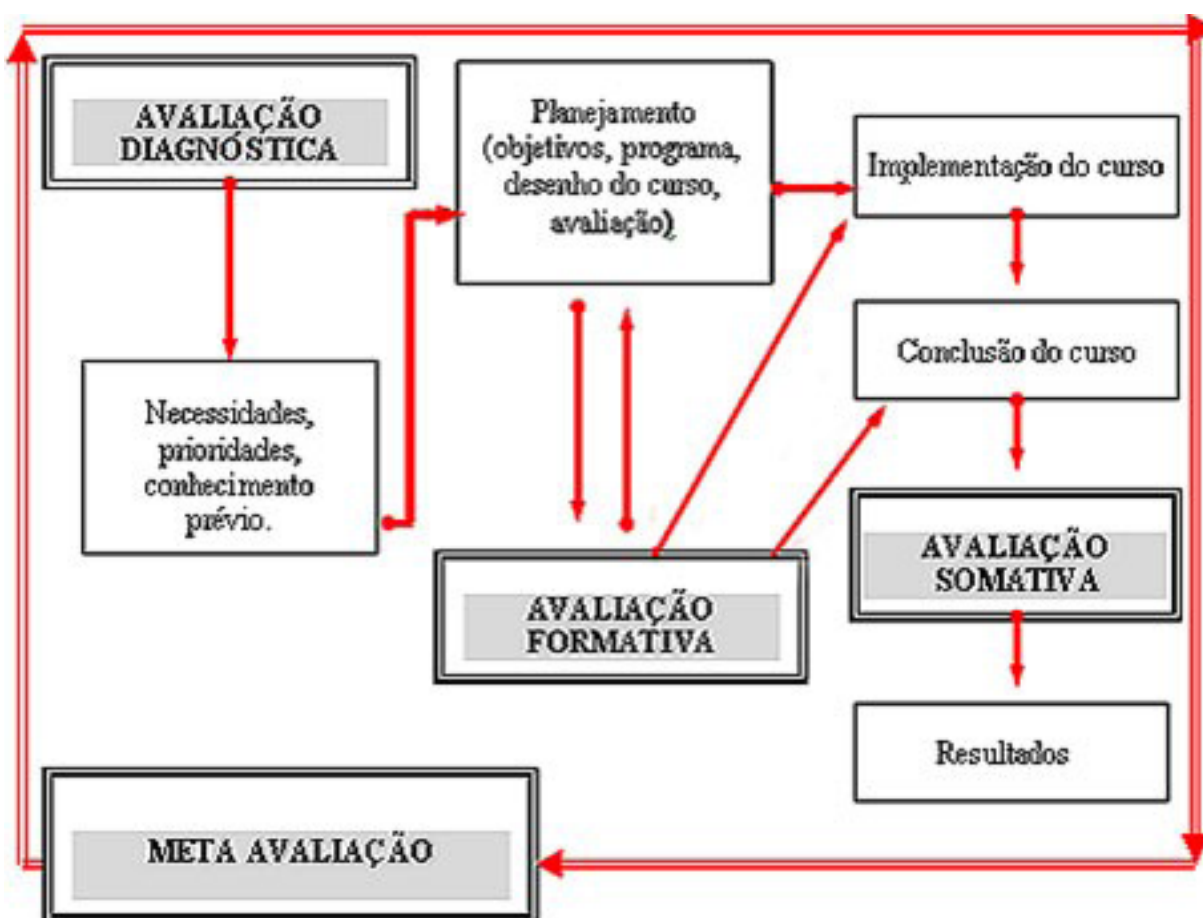 AVALIAÇÃO
DIAGNÓSTICA
Necessidades,
prioridades,
conhecimento
prévio.
Planejamento
(objetivos, programa,
desenho do curso,
avaliação)
AVALIAÇÃO
FORMATIVA
Implementação do curso
Conclusão do curso
AVALIAÇÃO
SOMATIVA
Resultados
META AVALIAÇÃO